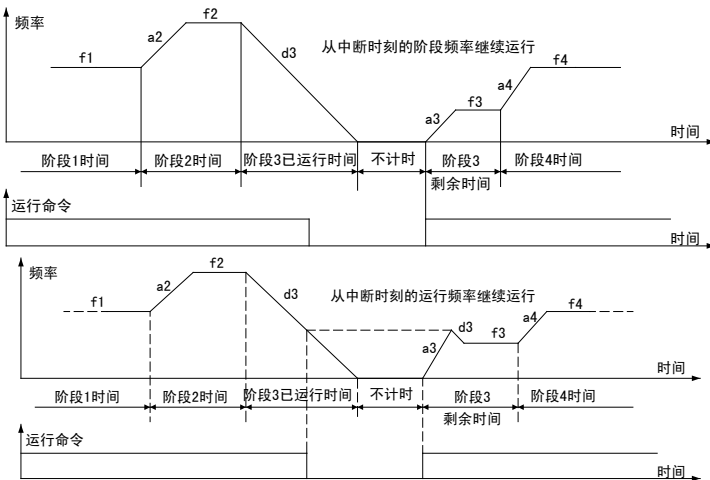 频率
f1
a2
f2
d3
从中断时刻的阶段频率继续运行
a3
f3
a4
f4
时间
阶段1时间
阶段2时间
阶段3已运行时间
不计时
阶段3
剩余时间
阶段4时间
运行命令
时间
频率
f1
a2
f2
d3
从中断时刻的运行频率继续运行
a3
d3
f3
a4
f4
时间
阶段1时间
阶段2时间
阶段3已运行时间
不计时
阶段3
剩余时间
阶段4时间
运行命令
时间